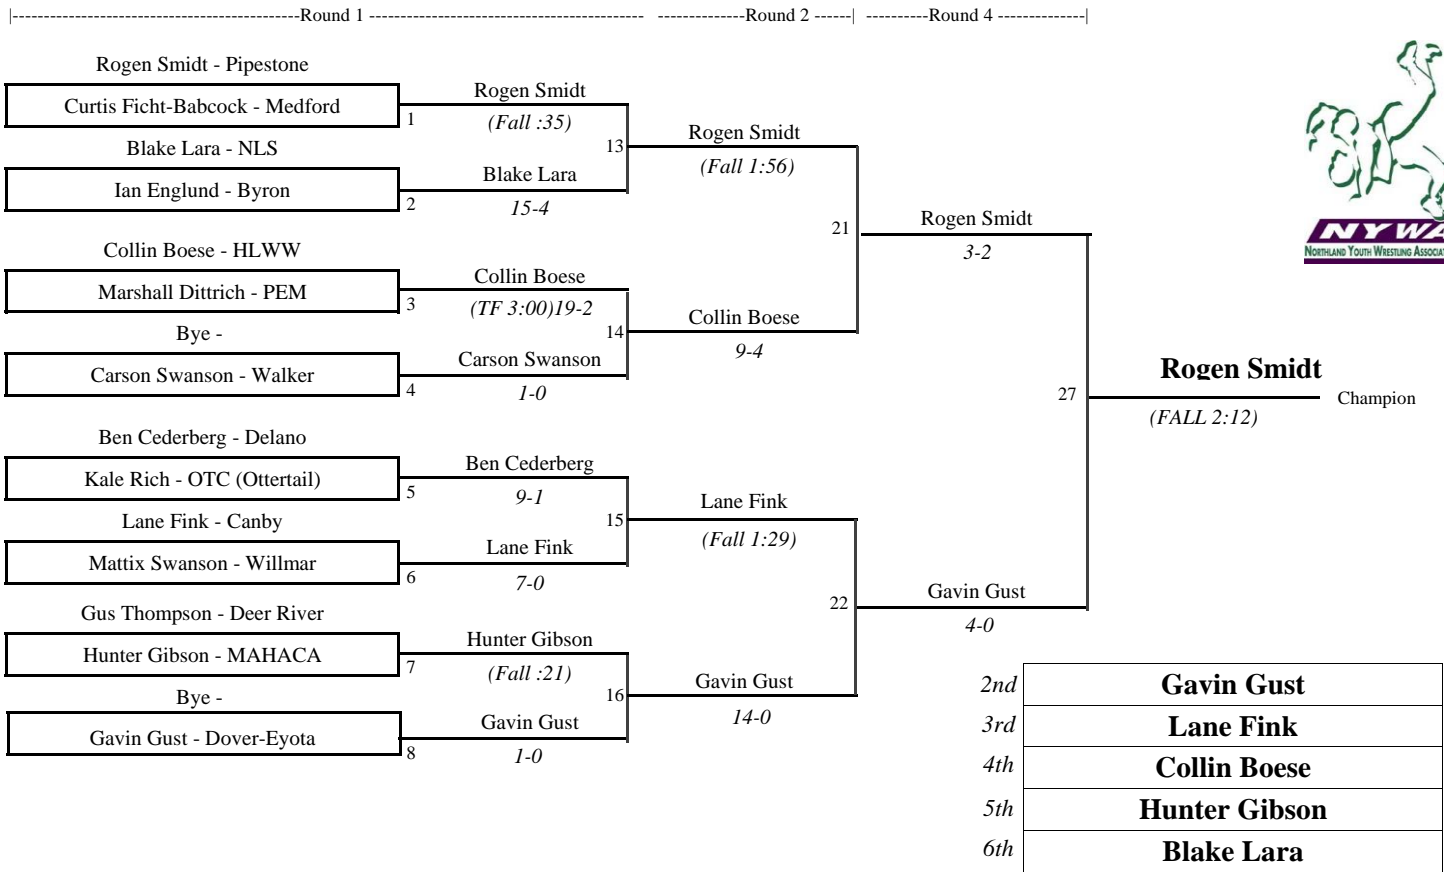 |-------------------------------------------Round 1 ----------------------------------------- --------------Round 2 ------| ----------Round 4 --------------|
Rogen Smidt - Pipestone
Curtis Ficht-Babcock - Medford
1
Rogen Smidt
(Fall :35)
Blake Lara - NLS
Ian Englund - Byron
2
Blake Lara
15-4
13
Rogen Smidt
(Fall 1:56)
Collin Boese - HLWW
Marshall Dittrich - PEM
3
Collin Boese
(TF 3:00)19-2
Bye -
Carson Swanson - Walker
4
Carson Swanson
1-0
14
Collin Boese
9-4
21
Rogen Smidt
3-2
Ben Cederberg - Delano
Kale Rich - OTC (Ottertail)
5
Ben Cederberg
9-1
Lane Fink - Canby
Mattix Swanson - Willmar
6
Lane Fink
7-0
15
Lane Fink
(Fall 1:29)
Gus Thompson - Deer River
Hunter Gibson - MAHACA
7
Hunter Gibson
(Fall :21)
Bye -
Gavin Gust - Dover-Eyota
8
Gavin Gust
1-0
16
Gavin Gust
14-0
22
Gavin Gust
4-0
27
Rogen Smidt
(FALL 2:12)
Champion
NYWA
NORTHLAND YOUTH WRESTLING
2nd Gavin Gust
3rd Lane Fink
4th Collin Boese
5th Hunter Gibson
6th Blake Lara